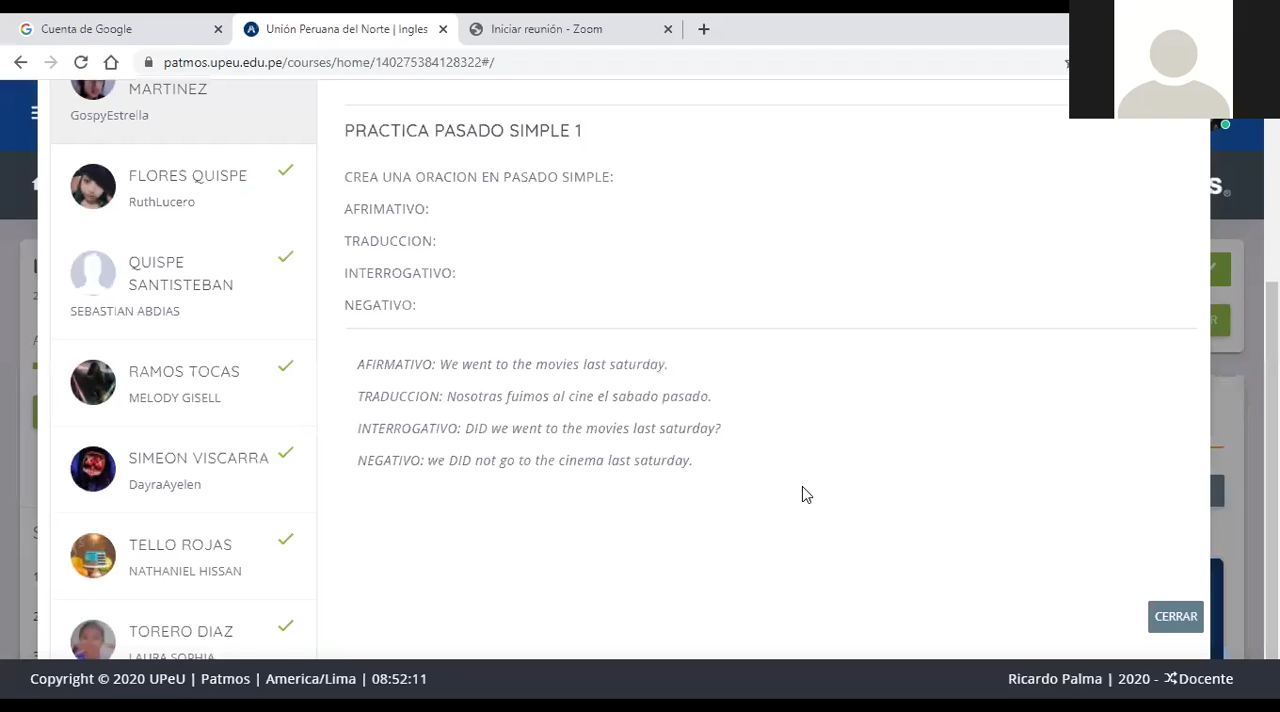 Cuenta de Google
Unión Peruana del Norte | Ingles
Iniciar reunión - Zoom
patmos.upeu.edu.pe/courses/home/140275384128322#/
MARTINEZ
GospyEstrella
FLORES QUISPE
RuthLucero
QUISPE
SANTISTEBAN
SEBASTIAN ABDIAS
RAMOS TOCAS
MELODY GISELL
SIMEON VISCARRA
DayraAyelen
TELLO ROJAS
NATHANIEL HISSAN
TORERO DIAZ
LAURA SOPHIA
PRACTICA PASADO SIMPLE 1
CREA UNA ORACION EN PASADO SIMPLE:
AFRIMATIVO:
TRADUCCION:
INTERROGATIVO:
NEGATIVO:
AFIRMATIVO: We went to the movies last saturday.
TRADUCCION: Nosotras fuimos al cine el sabado pasado.
INTERROGATIVO: DID we went to the movies last saturday?
NEGATIVO: we DID not go to the cinema last saturday.
CERRAR
Copyright © 2020 UPeU | Patmos | America/Lima | 08:52:11
Ricardo Palma | 2020 - Docente